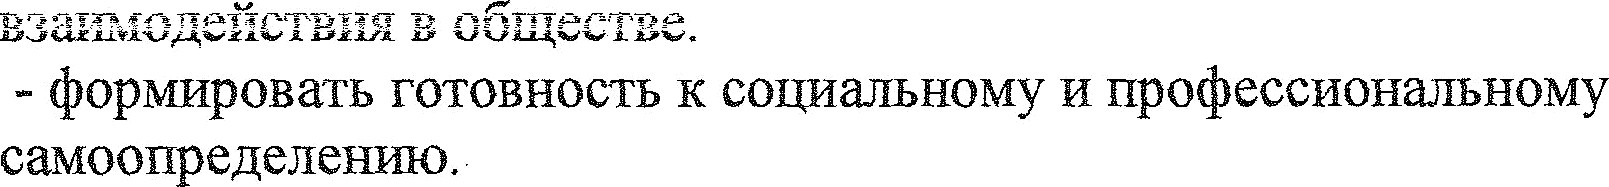 взаимодействия в обществе.
- формировать готовность к социальному и профессиональному
самоопределению.